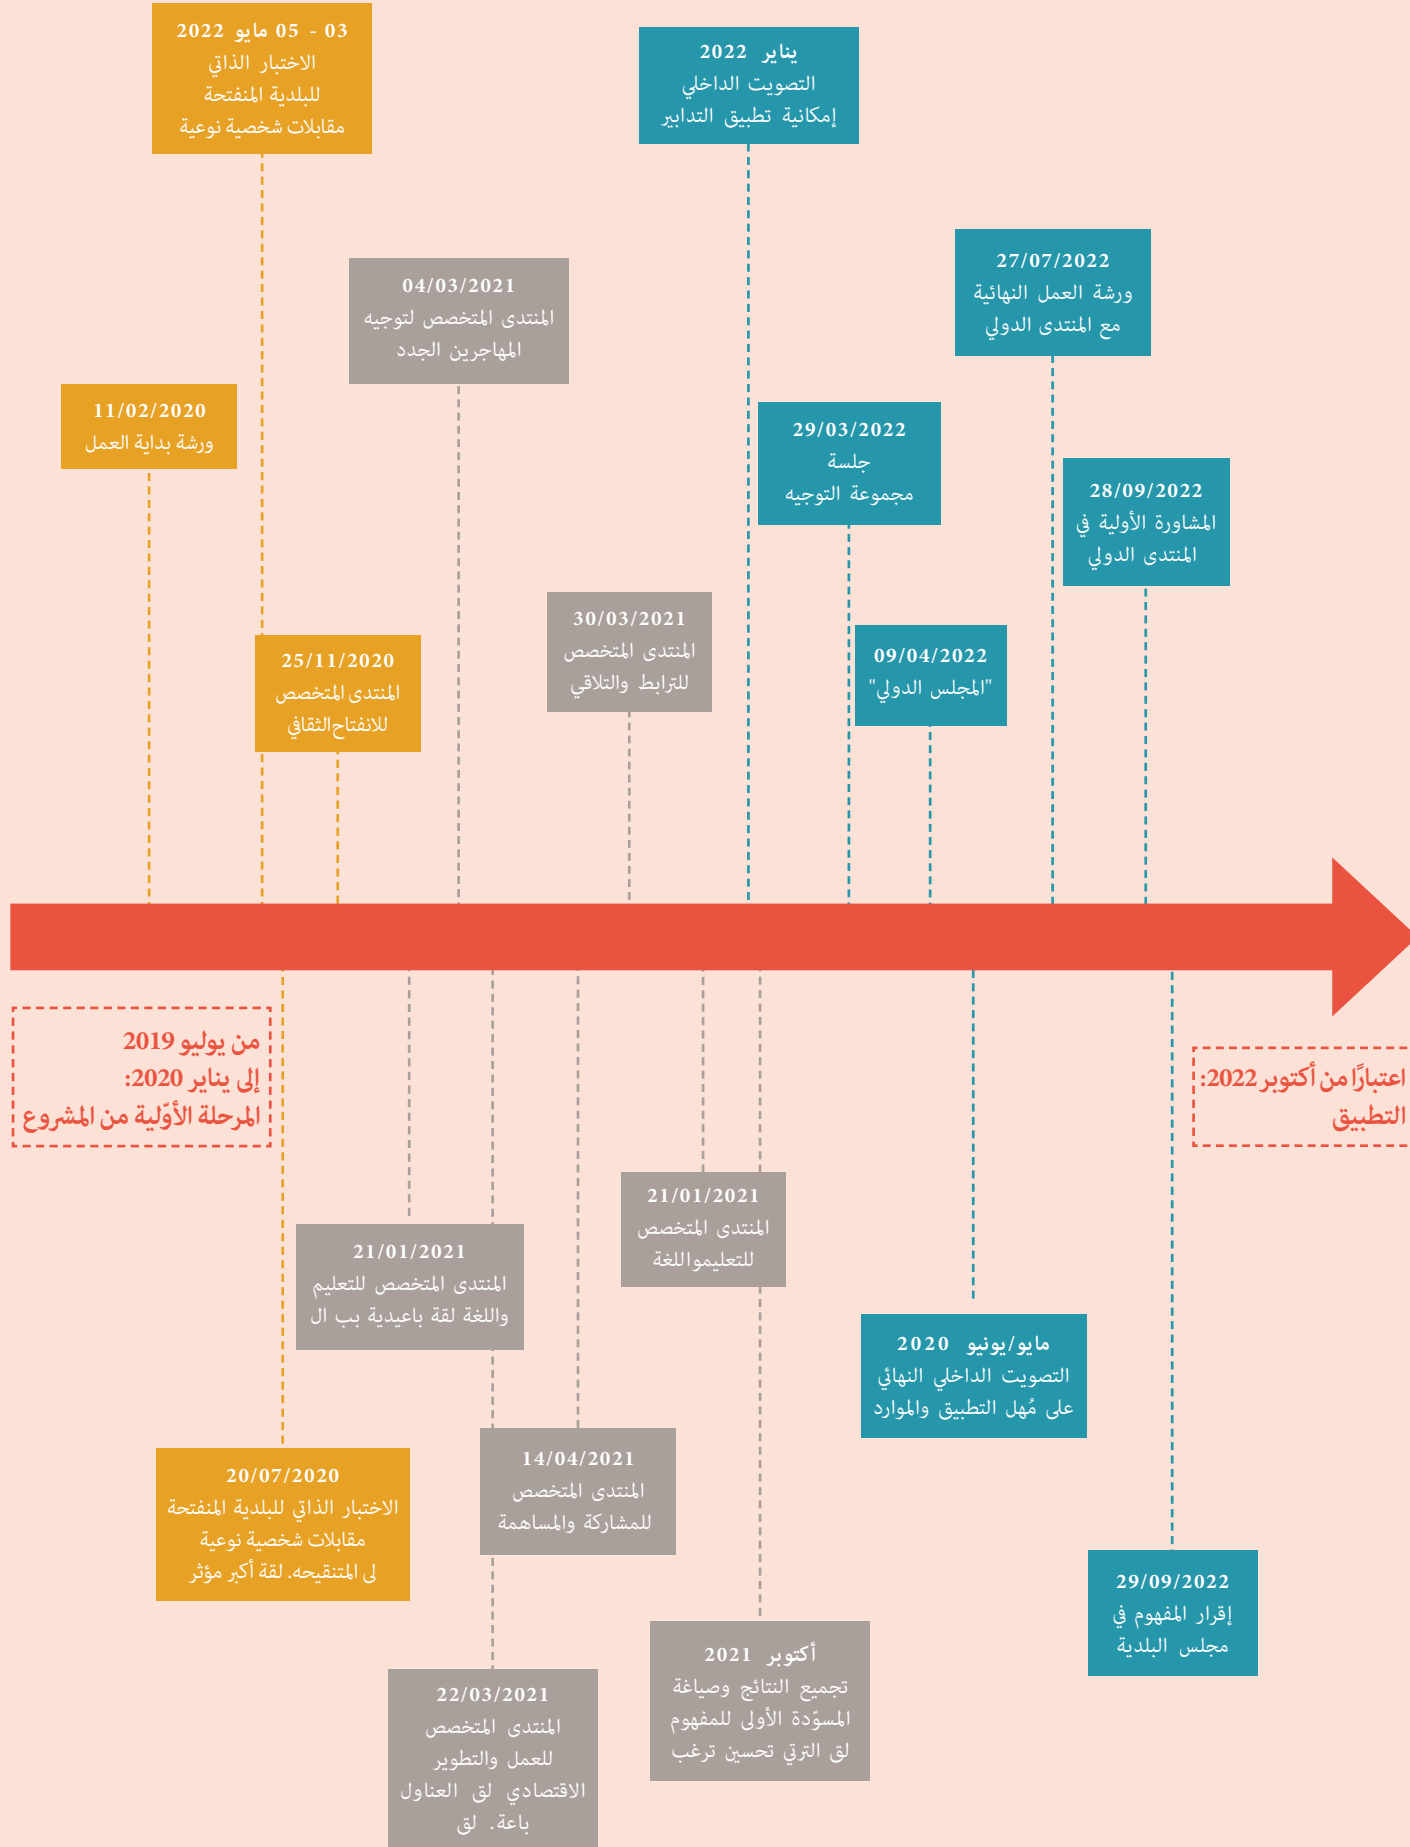 03 - 05 مايو 2022
الاختبار الذاتي
للبلدية المنفتحة
مقابلات شخصية نوعية
يناير 2022
التصويت الداخلي
إمكانية تطبيق التدابير
27/07/2022
ورشة العمل النهائية
مع المنتدى الدولي
04/03/2021
المنتدى المتخصص لتوجيه
المهاجرين الجدد
11/02/2020
ورشة بداية العمل
29/03/2022
جلسة
مجموعة التوجيه
28/09/2022
المشاورة الأولية في
المنتدى الدولي
30/03/2021
المنتدى المتخصص
للترابط والتلاقي
25/11/2020
المنتدى المتخصص
للانفتاح الثقافي
09/04/2022
"المجلس الدولي"
من يوليو 2019
إلى يناير 2020:
المرحلة الأوّلية من المشروع
اعتبارًا من أكتوبر 2022:
التطبيق
21/01/2021
المنتدى المتخصص
للتعليمواللغة
21/01/2021
المنتدى المتخصص للتعليم
واللغة لقة باعيدية بب ال
مايو/يونيو 2020
التصويت الداخلي النهائي
على مُهل التطبيق والموارد
14/04/2021
المنتدى المتخصص
للمشاركة والمساهمة
20/07/2020
الاختبار الذاتي للبلدية المنفتحة
مقابلات شخصية نوعية
لى المتنقيحه. لقة أكبر مؤثر
29/09/2022
إقرار المفهوم في
مجلس البلدية
أكتوبر 2021
تجميع النتائج وصياغة
المسوّدة الأولى للمفهوم
لق الترتي تحسين ترغب
22/03/2021
المنتدى المتخصص
للعمل والتطوير
الاقتصادي لق العناول
باعة. لق